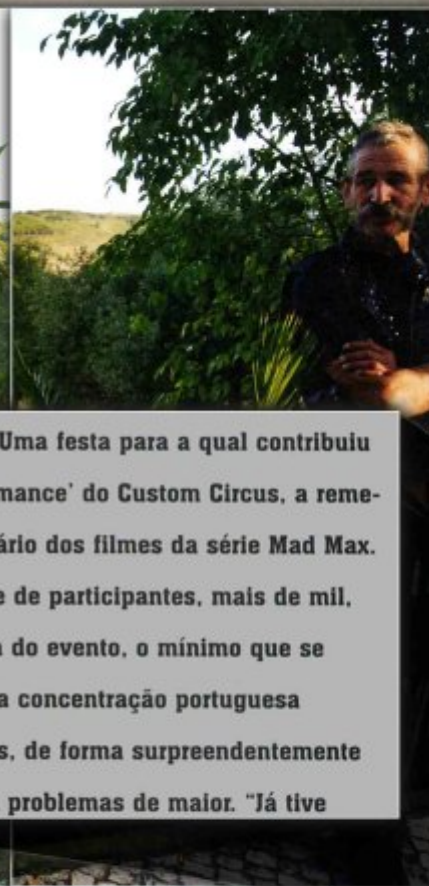 Uma festa para a qual contribuiu
mance' do Custom Circus, a reme-
ário dos filmes da série Mad Max.
e de participantes, mais de mil,
do evento, o mínimo que se
a concentração portuguesa
s, de forma surpreendentemente
problemas de maior. “Já tive